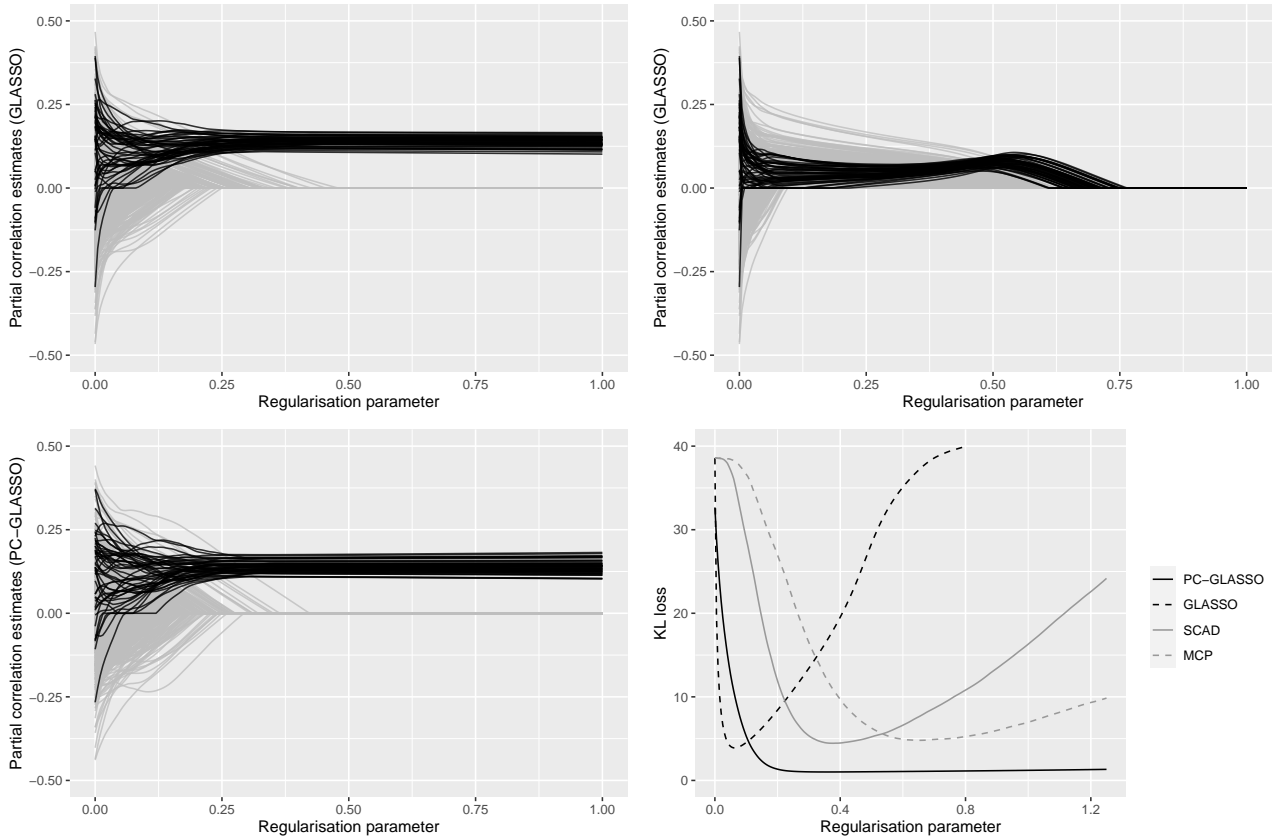 Partial correlation estimates (GLASSO)
0.50
0.25
0.00
−0.25
−0.50
0.00 0.25 0.50 0.75 1.00
Regularisation parameter
Partial correlation estimates (GLASSO)
0.50
0.25
0.00
−0.25
−0.50
0.00 0.25 0.50 0.75 1.00
Regularisation parameter
Partial correlation estimates (PC−GLASSO)
0.50
0.25
0.00
−0.25
−0.50
0.00 0.25 0.50 0.75 1.00
Regularisation parameter
KL loss
40
30
20
10
0
0.0 0.4 0.8 1.2
Regularisation parameter
PC−GLASSO
GLASSO
SCAD
MCP